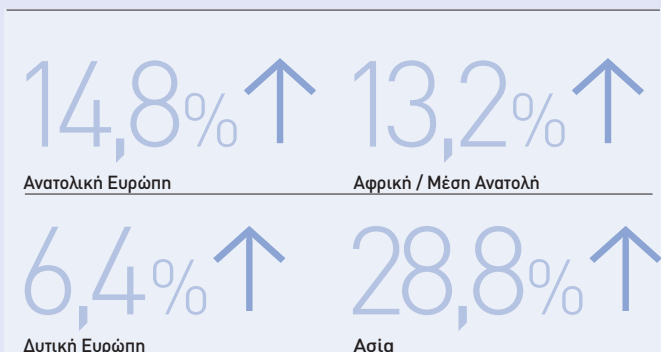 14,8% ↑ 13,2% ↑
Ανατολική Ευρώπη Αφρική / Μέση Ανατολή
6,4% ↑ 28,8% ↑
Δυτική Ευρώπη Ασία